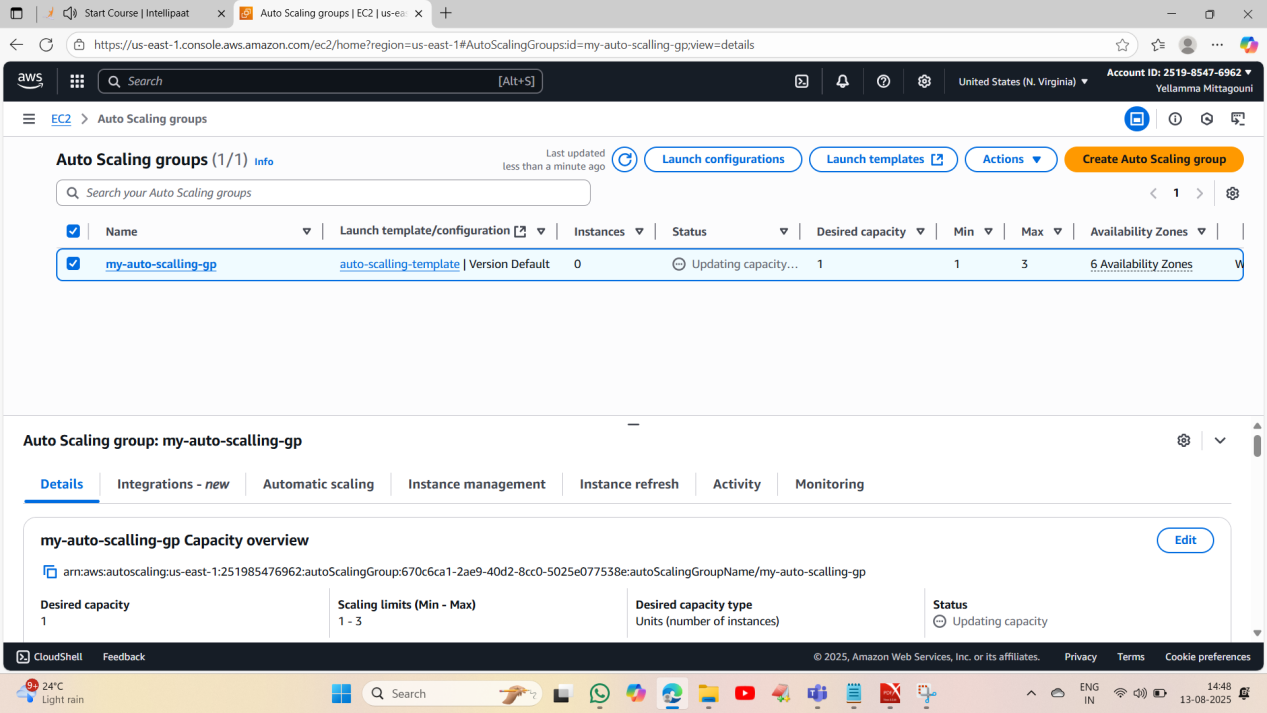 Start Course | Intellipaat
Auto Scaling groups | EC2 | us-eas
https://us-east-1.console.aws.amazon.com/ec2/home?region=us-east-1#AutoScalingGroups:id=my-auto-scalling-gp;view=details
aws
Search [Alt+S]
United States (N. Virginia)
Account ID: 2519-8547-6962
Yellamma Mittagouni
EC2 > Auto Scaling groups
Auto Scaling groups (1/1) Info
Last updated
less than a minute ago
Launch configurations
Launch templates
Actions
Create Auto Scaling group
Search your Auto Scaling groups
1
Name Launch template/configuration Instances Status Desired capacity Min Max Availability Zones
my-auto-scalling-gp auto-scalling-template | Version Default 0 Updating capacity... 1 1 3 6 Availability Zones W
Auto Scaling group: my-auto-scalling-gp
Details Integrations - new Automatic scaling Instance management Instance refresh Activity Monitoring
my-auto-scalling-gp Capacity overview
Edit
arn:aws:autoscaling:us-east-1:251985476962:autoScalingGroup:670c6ca1-2ae9-40d2-8cc0-5025e077538e:autoScalingGroupName/my-auto-scalling-gp
Desired capacity Scaling limits (Min - Max) Desired capacity type Status
1 1 - 3 Units (number of instances) Updating capacity
CloudShell Feedback © 2025, Amazon Web Services, Inc. or its affiliates. Privacy Terms Cookie preferences
9+
24°C
Light rain
Search
ENG
IN
14:48
13-08-2025